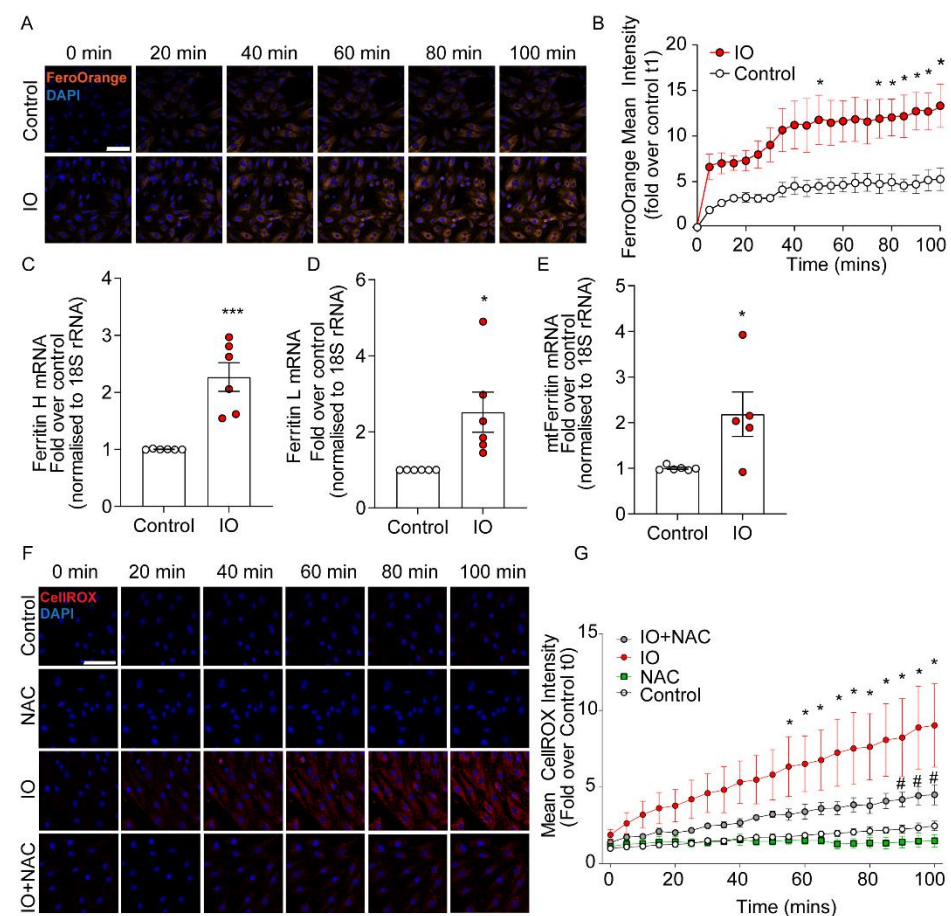 A
0 min 20 min 40 min 60 min 80 min 100 min
Control
FeroOrange
DAPI
IO
B
FerroOrange Mean Intensity
(fold over control t1)
20
15
10
5
0
IO
Control
* * * * * * *
0 20 40 60 80 100
Time (mins)
C
Ferritin H mRNA
Fold over control
(normalised to 18S rRNA)
4
3
2
1
0
***
Control IO
D
Ferritin L mRNA
Fold over control
(normalised to 18S rRNA)
6
4
2
0
*
Control IO
E
mtFerritin mRNA
Fold over control
(normalised to 18S rRNA)
5
4
3
2
1
0
*
Control IO
F
0 min 20 min 40 min 60 min 80 min 100 min
Control
CellROX
DAPI
NAC
IO
IO+NAC
G
Mean CellROX Intensity
(Fold over Control t0)
15
10
5
0
IO+NAC
IO
NAC
Control
* * * * * * * * * *
# # #
0 20 40 60 80 100
Time (mins)